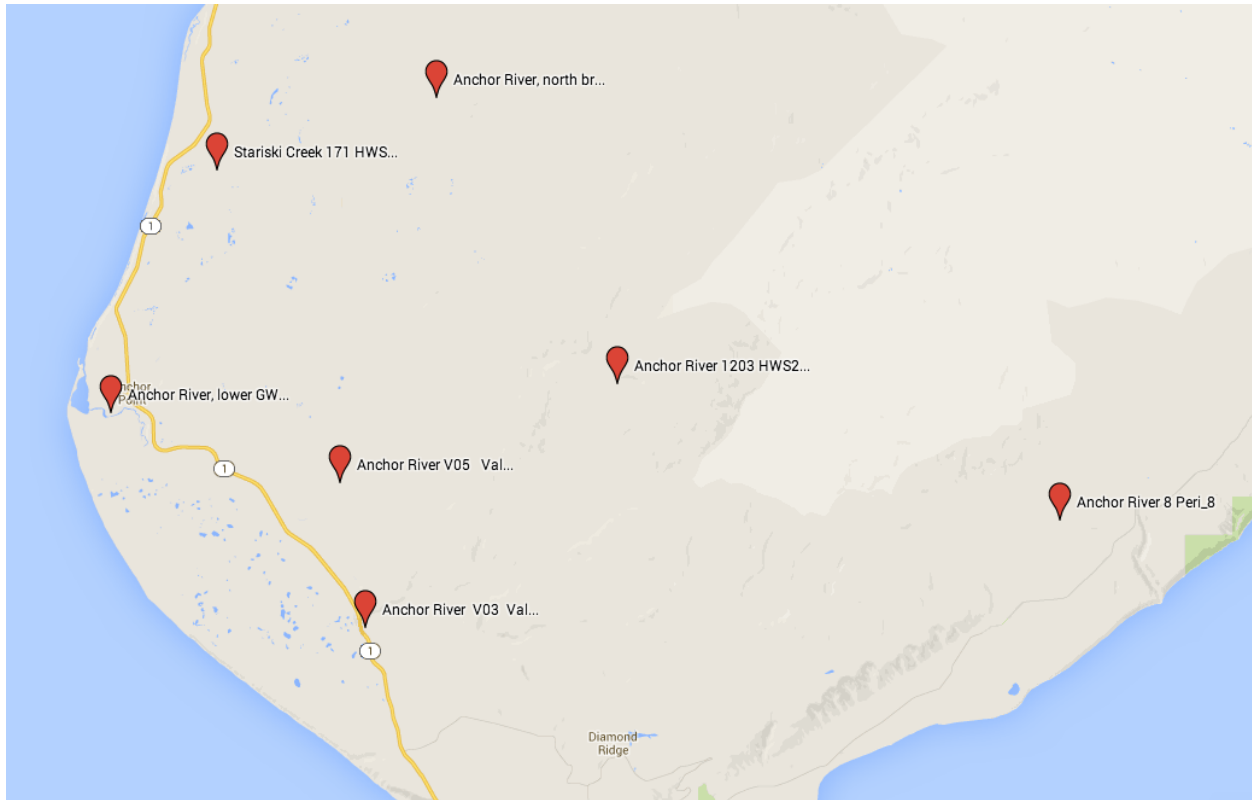 Anchor River, north br...
Stariski Creek 171 HWS...
1
Anchor River 1203 HWS2...
Anchor River, lower GW...
Point
Anchor River V05 Val...
1
Anchor River 8 Peri_8
Anchor River V03 Val...
1
Diamond
Ridge